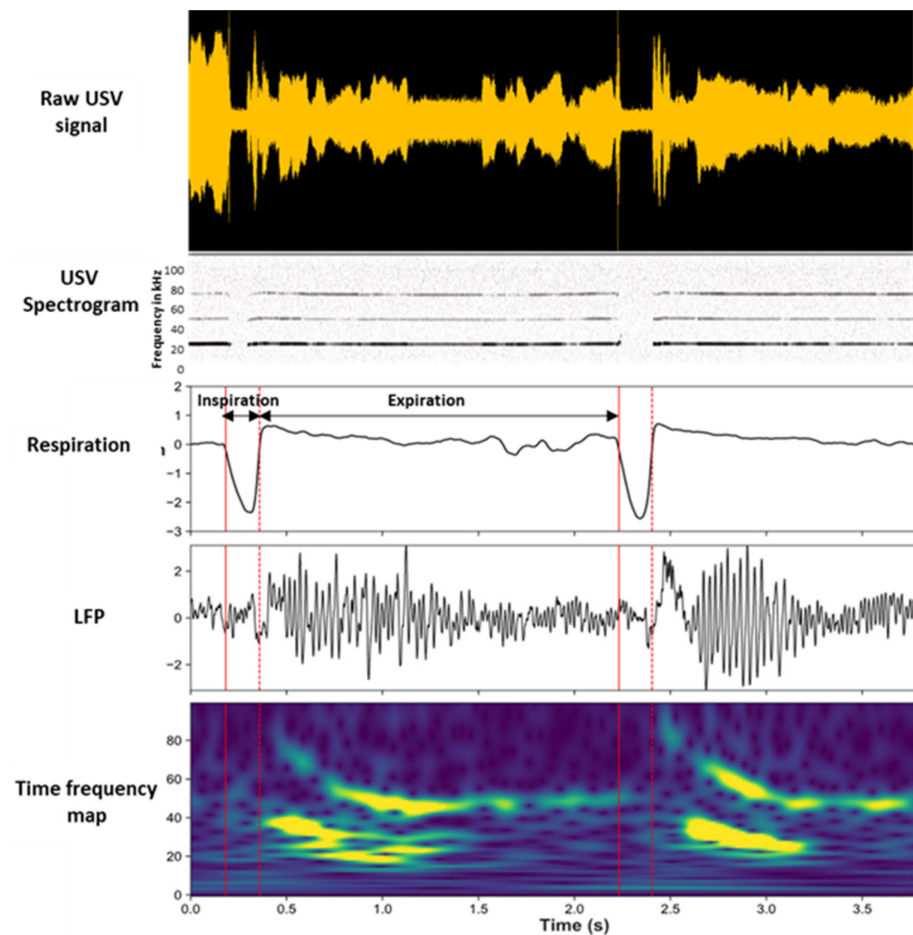 Raw USV
signal
USV
Spectrogram
Frequency in kHz
100
80
60
40
20
0
Respiration
Inspiration
Expiration
2
1
0
-1
-2
-3
LFP
2
0
-2
Time frequency
map
80
60
40
20
0
0.0 0.5 1.0 1.5 2.0 2.5 3.0 3.5
Time (s)